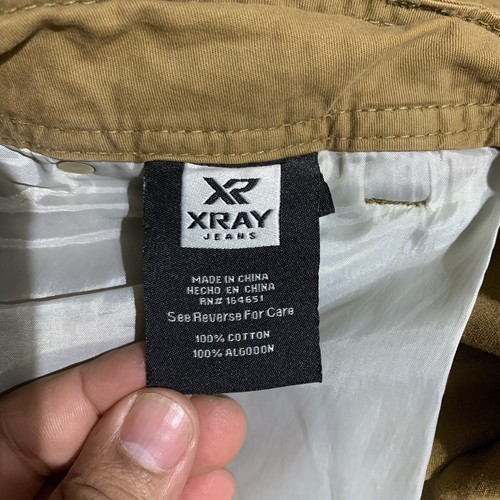 XR
XRAY
JEANS
MADE IN CHINA
HECHO EN CHINA
RN# 164651
See Reverse For Care
100% COTTON
100% ALGODON